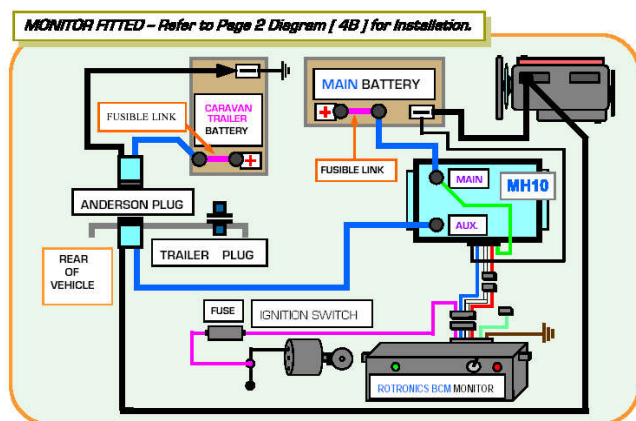 MONITOR FITTED – Refer to Page 2 Diagram [ 4B ] for Installation.
CARAVAN
TRAILER
BATTERY
FUSIBLE LINK
MAIN BATTERY
FUSIBLE LINK
MAIN
MH10
AUX.
ANDERSON PLUG
TRAILER PLUG
REAR
OF
VEHICLE
FUSE
IGNITION SWITCH
ROTRONICS BCM MONITOR